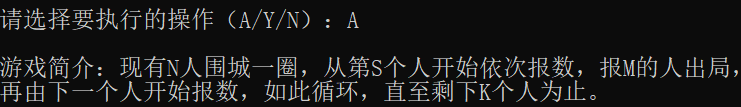 请选择要执行的操作（A/Y/N）：A
游戏简介：现有N人围城一圈，从第S个人开始依次报数，报M的人出局，
再由下一个人开始报数，如此循环，直至剩下K个人为止。